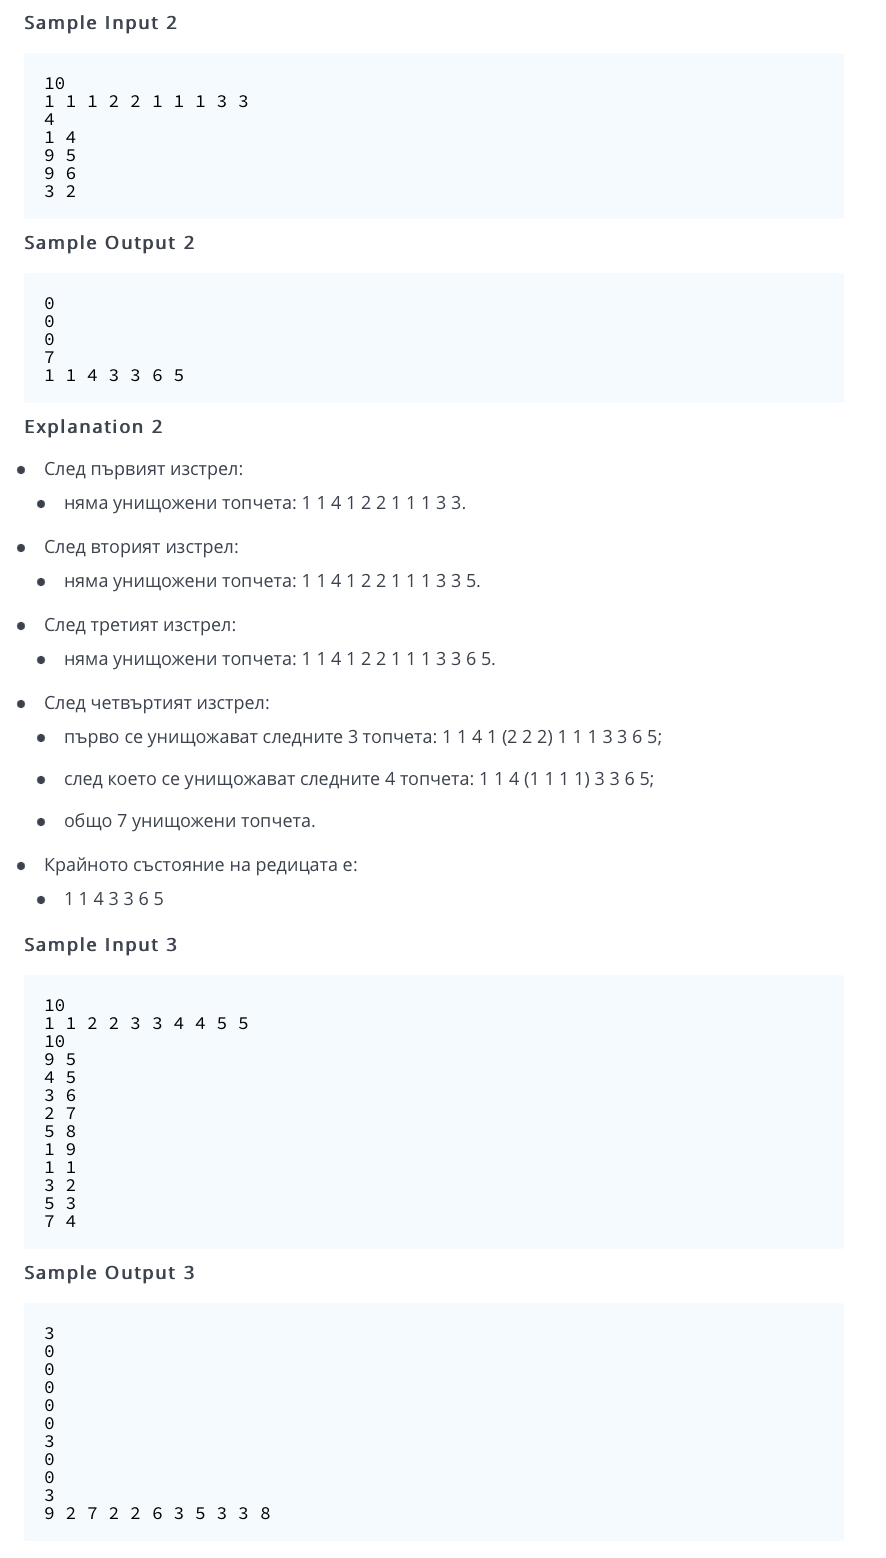 Sample Input 2
10
1 1 1 2 2 1 1 1 3 3
4
1 4
9 5
9 6
3 2
Sample Output 2
0
0
0
7
1 1 4 3 3 6 5
Explanation 2
• След първият изстрел:
• няма унищожени топчета: 1 1 4 1 2 2 1 1 1 3 3.
• След вторият изстрел:
• няма унищожени топчета: 1 1 4 1 2 2 1 1 1 3 3 5.
• След третият изстрел:
• няма унищожени топчета: 1 1 4 1 2 2 1 1 1 3 3 6 5.
• След четвъртият изстрел:
• първо се унищожават следните 3 топчета: 1 1 4 1 (2 2 2) 1 1 1 3 3 6 5;
• след което се унищожават следните 4 топчета: 1 1 4 (1 1 1 1) 3 3 6 5;
• общо 7 унищожени топчета.
• Крайното състояние на редицата е:
• 1 1 4 3 3 6 5
Sample Input 3
10
1 1 2 2 3 3 4 4 5 5
10
9 5
4 5
3 6
2 7
5 8
1 9
1 1
3 2
5 3
7 4
Sample Output 3
3
0
0
0
0
0
3
0
0
3
9 2 7 2 2 6 3 5 3 3 8